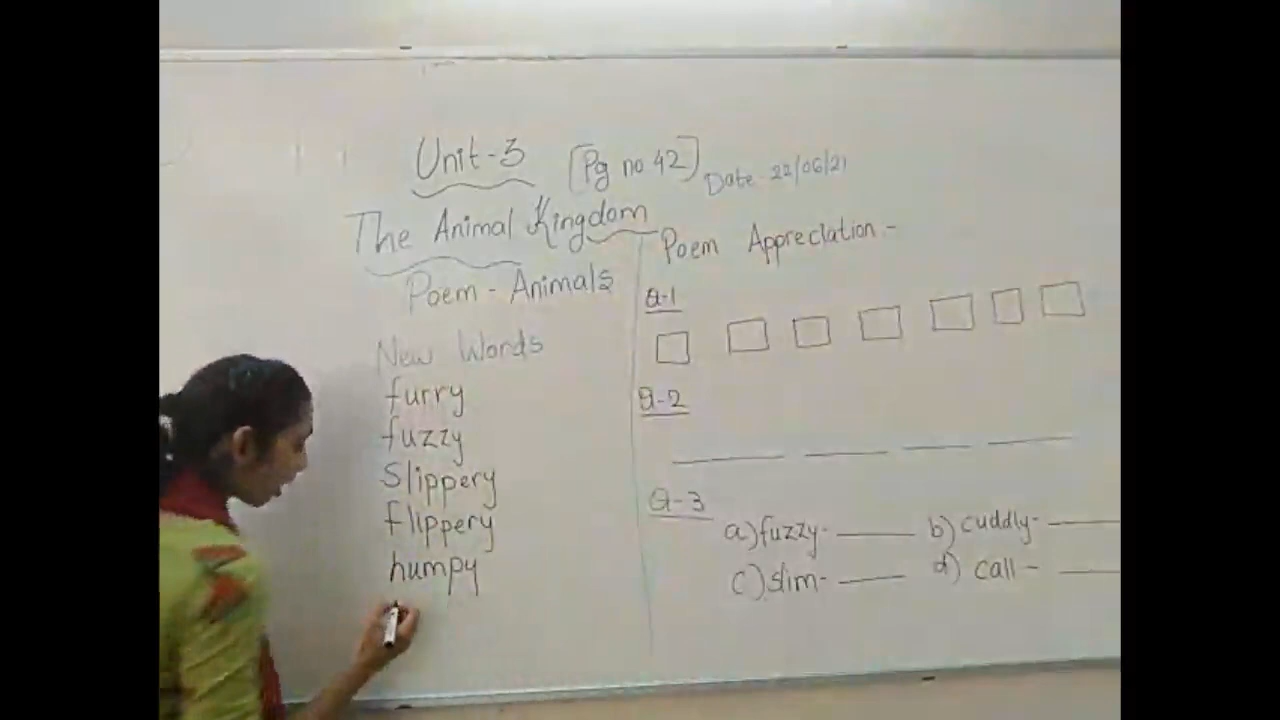 Unit-3 [Pg no 42] Date 22/06/21
The Animal Kingdom
Poem - Animals
New Words
furry
fuzzy
Slippery
flippery
humpy
Poem Appreciation -
Q-1
Q-2
Q-3
a) fuzzy- b) cuddly-
c) slim- d) call -